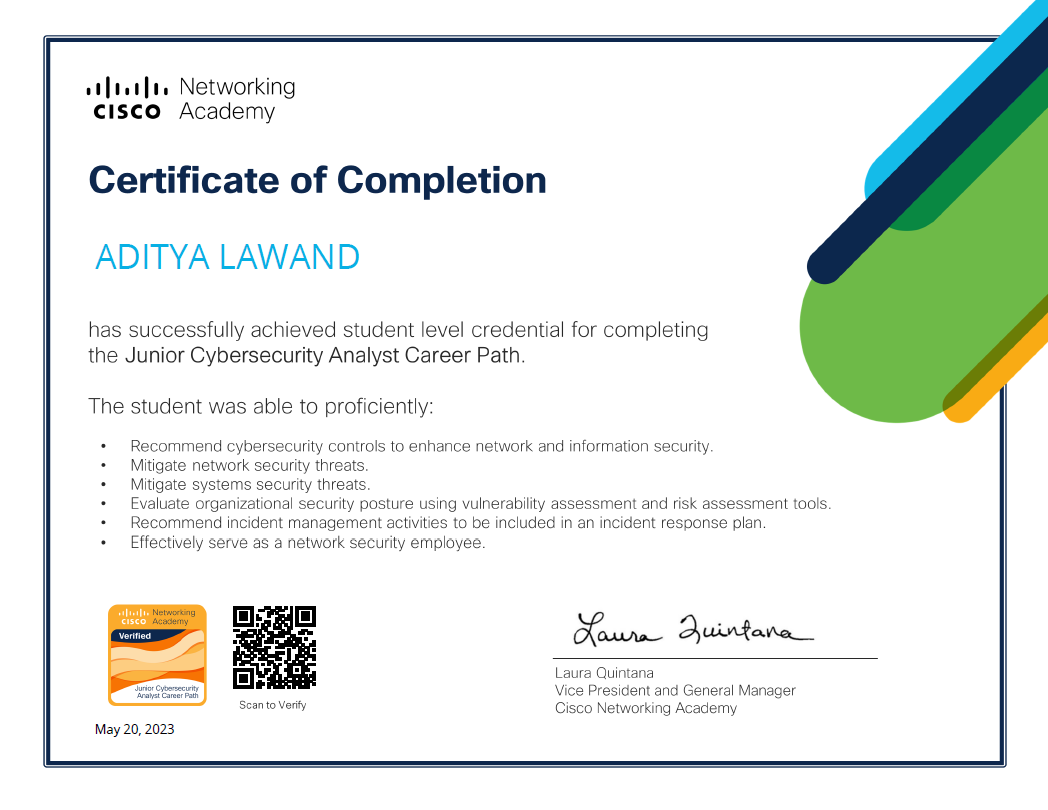 Networking
CISCO Academy
Certificate of Completion
ADITYA LAWAND
has successfully achieved student level credential for completing
the Junior Cybersecurity Analyst Career Path.
The student was able to proficiently:
• Recommend cybersecurity controls to enhance network and information security.
• Mitigate network security threats.
• Mitigate systems security threats.
• Evaluate organizational security posture using vulnerability assessment and risk assessment tools.
• Recommend incident management activities to be included in an incident response plan.
• Effectively serve as a network security employee.
Networking
CISCO Academy
Verified
Junior Cybersecurity
Analyst Career Path
Scan to Verify
May 20, 2023
Laura Quintana
Laura Quintana
Vice President and General Manager
Cisco Networking Academy